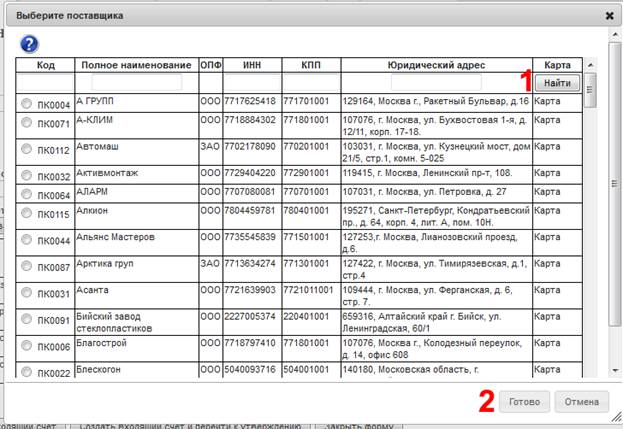 Выберите поставщика
Код Полное наименование ОПФ ИНН КПП Юридический адрес Карта
1 Найти
ПК0004 А ГРУПП ООО 7717625418 771701001 129164, Москва г., Ракетный Бульвар, д.16 Карта
ПК0071 А-КЛИМ ООО 7718884302 771801001 107076, г. Москва, ул. Бухвостовая 1-я, д. Карта
12/11, корп. 17-18.
ПК0112 Автомаш ЗАО 7702178090 770201001 103031, г. Москва, ул. Кузнецкий мост, дом Карта
21/5, стр.1, комн. 5-025
ПК0032 Активмонтаж ООО 7729404220 772901001 119415, г. Москва, Ленинский пр-т, 108. Карта
ПК0064 АЛАРМ ООО 7707080081 770701001 107031, г. Москва, ул. Петровка, д. 27 Карта
ПК0115 Алкион ООО 7804459781 780401001 195271, Санкт-Петербург, Кондратьевский Карта
пр., д. 64, корп. 4, лит. А, пом. 10Н.
ПК0044 Альянс Мастеров ООО 7735545839 771501001 127253,г. Москва, Лианозовский проезд, Карта
д.6.
ПК0087 Арктика груп ЗАО 7713634274 771301001 127422, г. Москва, ул. Тимирязевская, д.1, Карта
стр.4
ПК0031 Асанта ООО 7721639903 7721011001 109444, г. Москва, ул. Ферганская, д. 6, Карта
стр. 7.
ПК0091 Бийский завод ООО 2227005374 220401001 659316, Алтайский край г. Бийск, ул. Карта
стеклопластиков Ленинградская, 60/1
ПК0006 Благострой ООО 7718797410 771801001 107076, Москва г., Колодезный переулок, Карта
д. 14, офис 608
ПК0022 Блескогон ООО 5040093716 504001001 140180, Московская область, г. Карта
2 Готово Отмена
Создать входящий счет и перейти к утверждению Закрыть форму